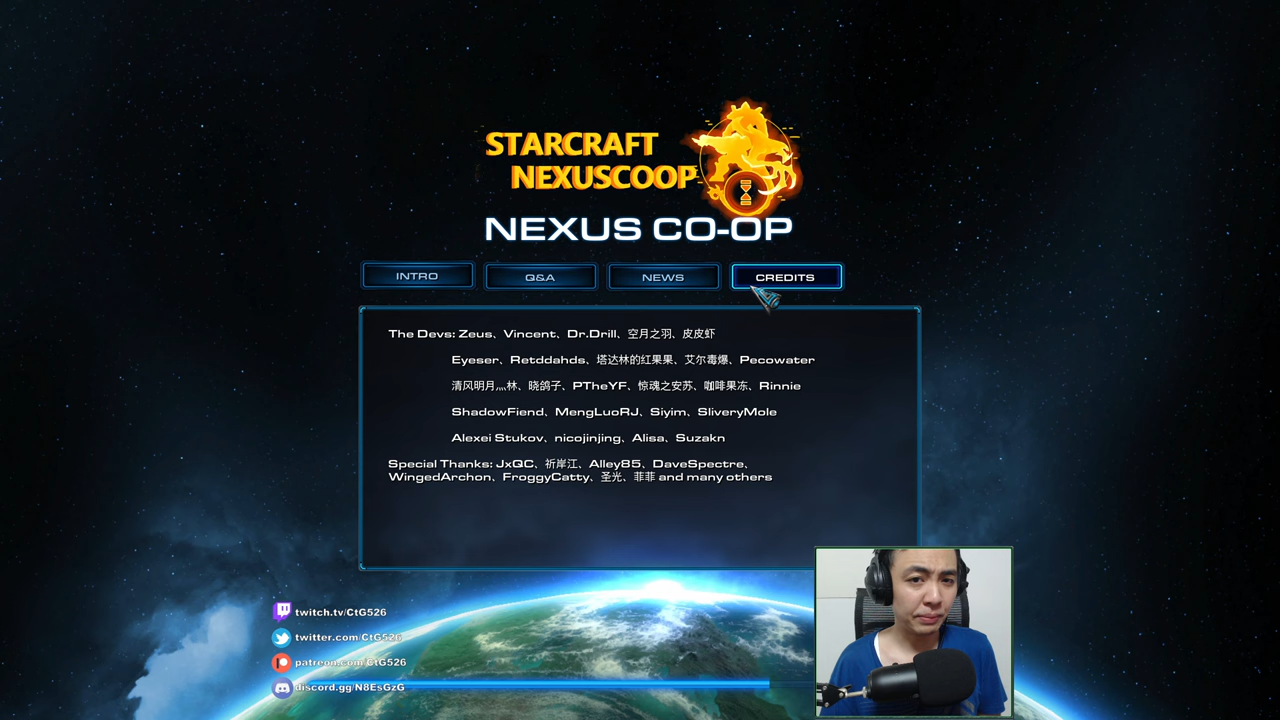 STARCRAFT
NEXUSCOOP
NEXUS CO-OP
INTRO
Q&A
NEWS
CREDITS
The Devs: Zeus、Vincent、Dr.Drill、空月之羽、皮皮虾
Eyeser、Retddahds、塔达林的红果果、艾尔毒爆、Pecowater
清风明月灬林、晓鸽子、PTheYF、惊魂之安苏、咖啡果冻、Rinnie
ShadowFiend、MengLuoRJ、Siyim、SliveryMole
Alexei Stukov、nicojinjing、Alisa、Suzakn
Special Thanks: JxQC、祈岸江、Alley85、DaveSpectre、
WingedArchon、FroggyCatty、圣光、菲菲 and many others
twitch.tv/CtG526
twitter.com/CtG526
patreon.com/CtG526
discord.gg/N8EsGzG